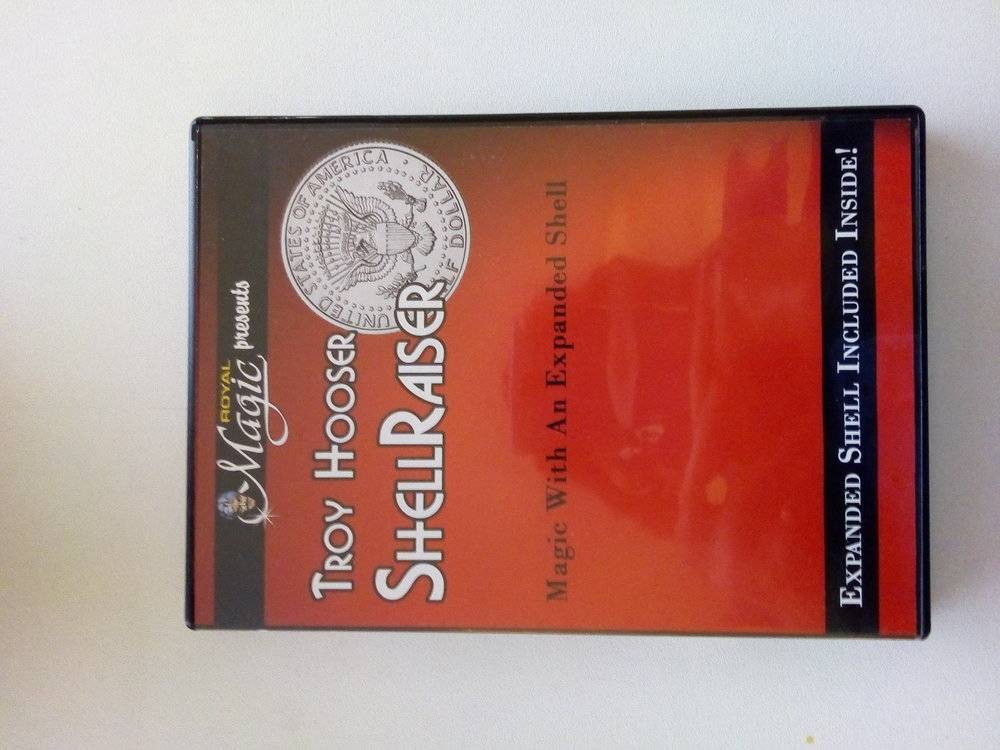 ROYAL
Magic presents
TROY HOOSER
SHELLRAISER
UNITED STATES OF AMERICA
LF DOLLAR
Magic With An Expanded Shell
EXPANDED SHELL INCLUDED INSIDE!